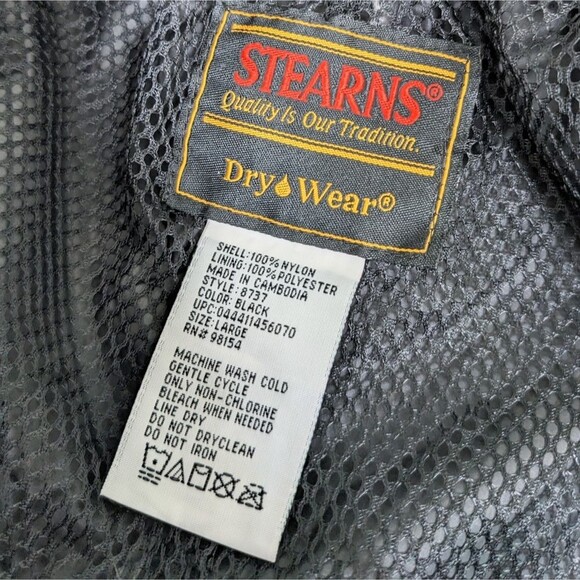 STEARNS®
Quality Is Our Tradition.
Dry Wear®
SHELL:100% NYLON
LINING:100% POLYESTER
MADE IN CAMBODIA
STYLE: 8737
COLOR: BLACK
UPC:044411456070
SIZE: LARGE
RN# 98154
MACHINE WASH COLD
GENTLE CYCLE
ONLY NON-CHLORINE
BLEACH WHEN NEEDED
LINE DRY
DO NOT DRYCLEAN
DO NOT IRON